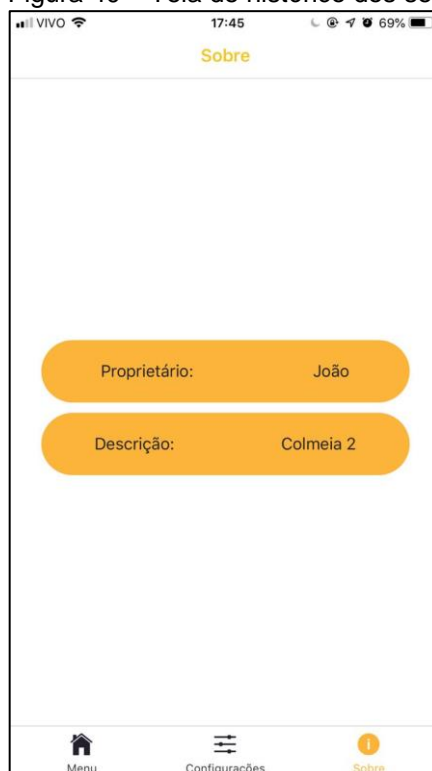 VIVO 17:45 69%
Sobre
Proprietário: João
Descrição: Colmeia 2
Menu Configurações Sobre